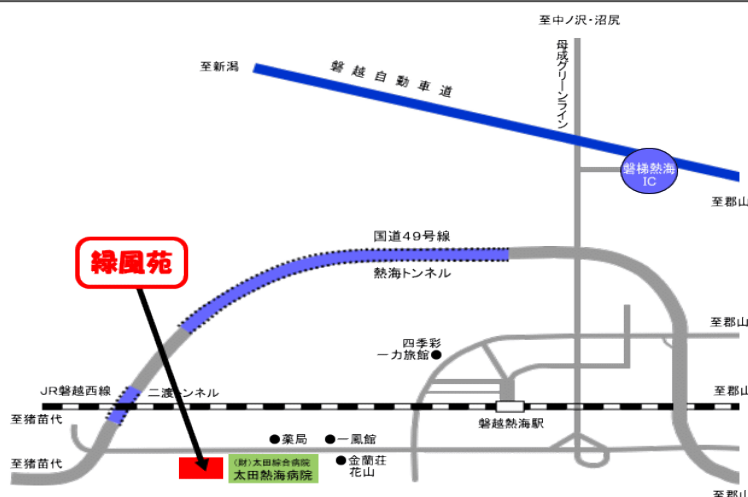 至中ノ沢・沼尻
至新潟
磐越自動車道
母成グリーンライン
磐梯熱海
IC
至郡山
国道49号線
緑風苑
熱海トンネル
至郡山
四季彩
一力旅館●
JR磐越西線
二渡トンネル
至郡山
至猪苗代
磐越熱海駅
●薬局
●一鳳館
至猪苗代
(財)太田綜合病院
太田熱海病院
●金蘭荘
花山
至郡山
至郡山